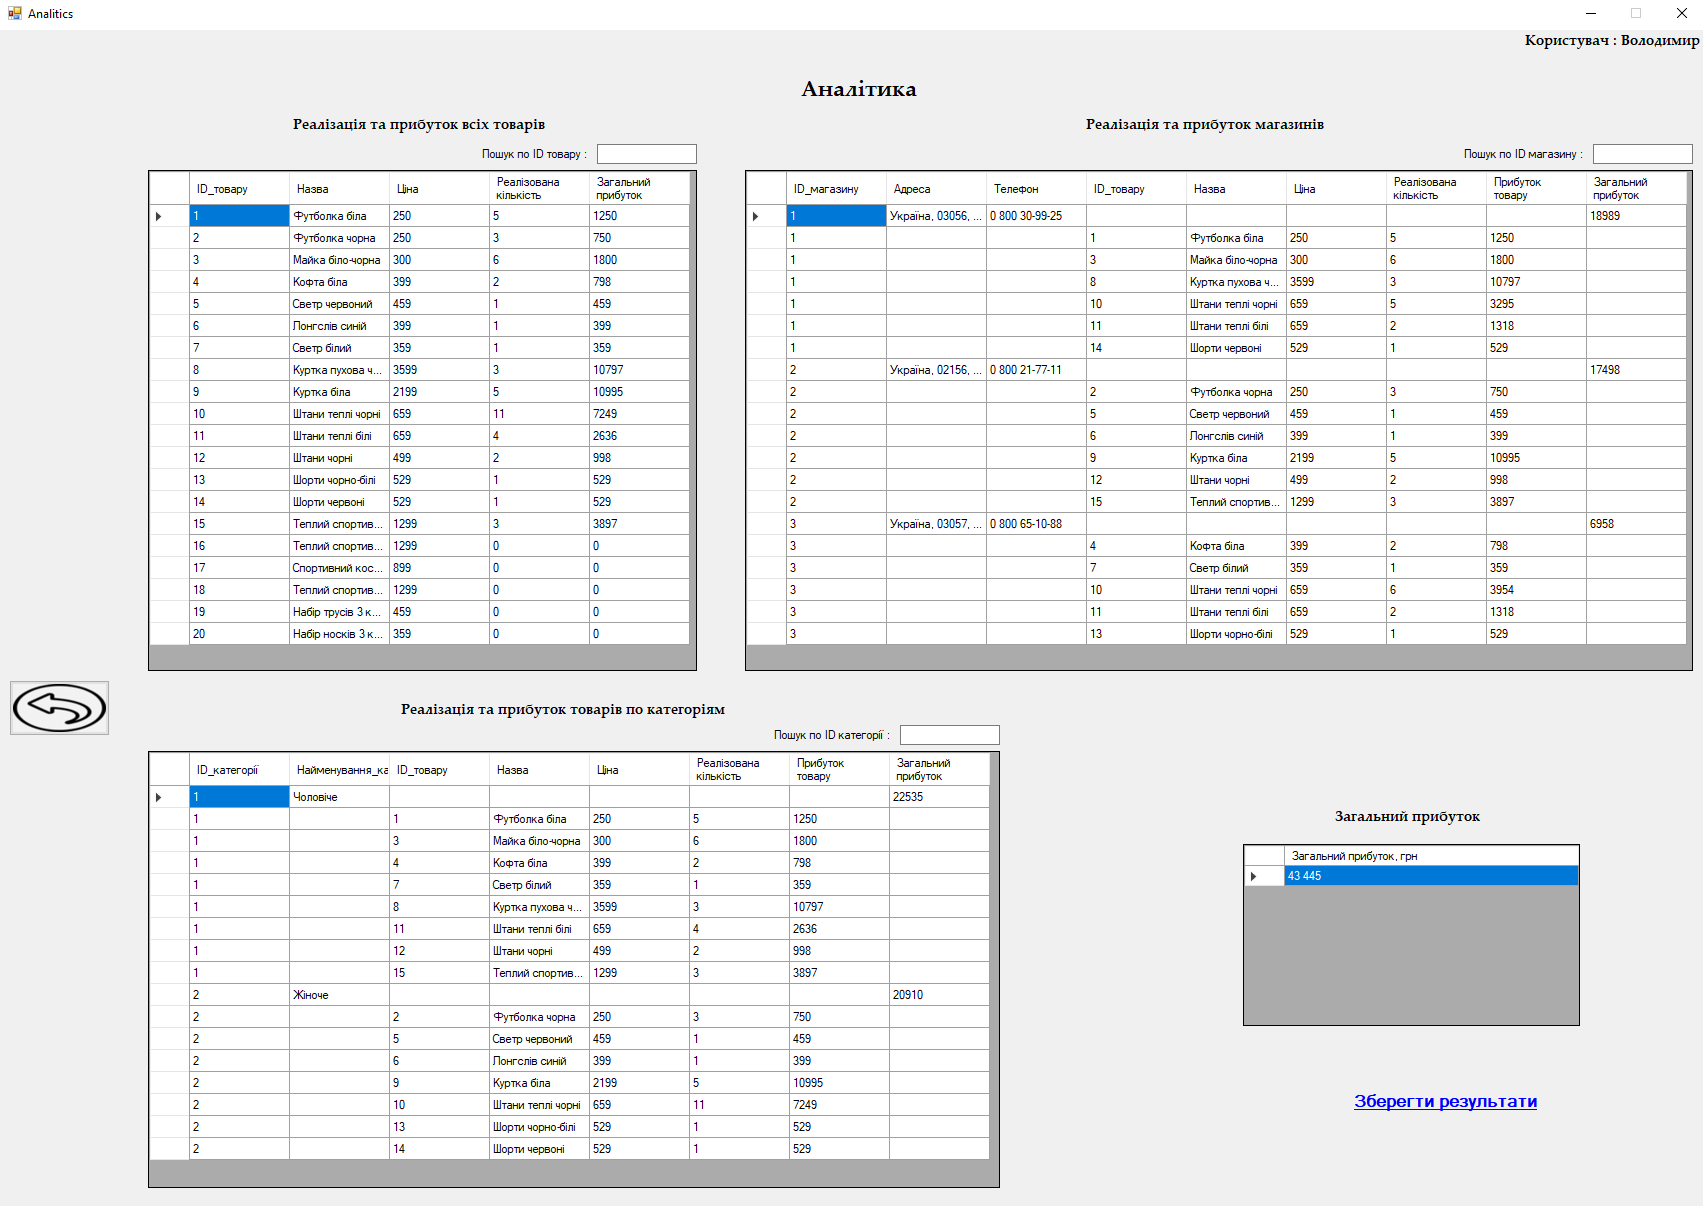 Analitics
Користувач : Володимир
Аналітика
Реалізація та прибуток всіх товарів
Пошук по ID товару :
ID_товару Назва Ціна Реалізована кількість Загальний прибуток
1 Футболка біла 250 5 1250
2 Футболка чорна 250 3 750
3 Майка біло-чорна 300 6 1800
4 Кофта біла 399 2 798
5 Светр червоний 459 1 459
6 Лонгслів синій 399 1 399
7 Светр білий 359 1 359
8 Куртка пухова ч... 3599 3 10797
9 Куртка біла 2199 5 10995
10 Штани теплі чорні 659 11 7249
11 Штани теплі білі 659 4 2636
12 Штани чорні 499 2 998
13 Шорти чорно-білі 529 1 529
14 Шорти червоні 529 1 529
15 Теплий спортив... 1299 3 3897
16 Теплий спортив... 1299 0 0
17 Спортивний кос... 899 0 0
18 Теплий спортив... 1299 0 0
19 Набір трусів 3 к... 459 0 0
20 Набір носків 3 к... 359 0 0
Реалізація та прибуток магазинів
Пошук по ID магазину :
ID_магазину Адреса Телефон ID_товару Назва Ціна Реалізована кількість Прибуток товару Загальний прибуток
1 Україна, 03056, ... 0 800 30-99-25 18989
1 1 Футболка біла 250 5 1250
1 3 Майка біло-чорна 300 6 1800
1 8 Куртка пухова ч... 3599 3 10797
1 10 Штани теплі чорні 659 5 3295
1 11 Штани теплі білі 659 2 1318
1 14 Шорти червоні 529 1 529
2 Україна, 02156, ... 0 800 21-77-11 17498
2 2 Футболка чорна 250 3 750
2 5 Светр червоний 459 1 459
2 6 Лонгслів синій 399 1 399
2 9 Куртка біла 2199 5 10995
2 12 Штани чорні 499 2 998
2 15 Теплий спортив... 1299 3 3897
3 Україна, 03057, ... 0 800 65-10-88 6958
3 4 Кофта біла 399 2 798
3 7 Светр білий 359 1 359
3 10 Штани теплі чорні 659 6 3954
3 11 Штани теплі білі 659 2 1318
3 13 Шорти чорно-білі 529 1 529
Реалізація та прибуток товарів по категоріям
Пошук по ID категорії :
ID_категорії Найменування_ка ID_товару Назва Ціна Реалізована кількість Прибуток товару Загальний прибуток
1 Чоловіче 22535
1 1 Футболка біла 250 5 1250
1 3 Майка біло-чорна 300 6 1800
1 4 Кофта біла 399 2 798
1 7 Светр білий 359 1 359
1 8 Куртка пухова ч... 3599 3 10797
1 11 Штани теплі білі 659 4 2636
1 12 Штани чорні 499 2 998
1 15 Теплий спортив... 1299 3 3897
2 Жіноче 20910
2 2 Футболка чорна 250 3 750
2 5 Светр червоний 459 1 459
2 6 Лонгслів синій 399 1 399
2 9 Куртка біла 2199 5 10995
2 10 Штани теплі чорні 659 11 7249
2 13 Шорти чорно-білі 529 1 529
2 14 Шорти червоні 529 1 529
Загальний прибуток
Загальний прибуток, грн
43 445
Зберегти результати